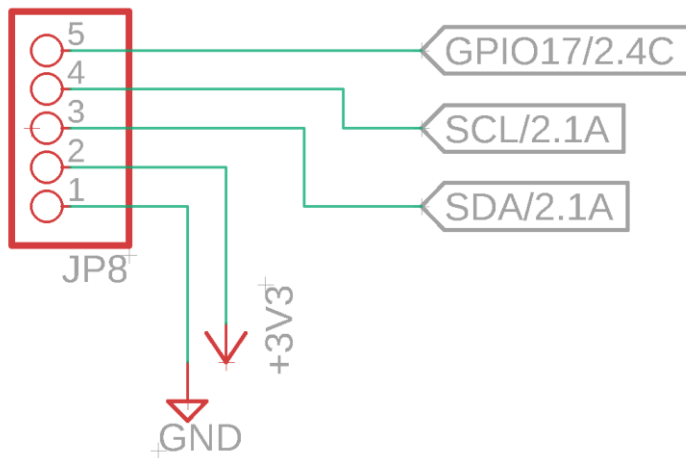 5
GPIO17/2.4C
4
3
SCL/2.1A
2
1
SDA/2.1A
JP8
+3V3
GND